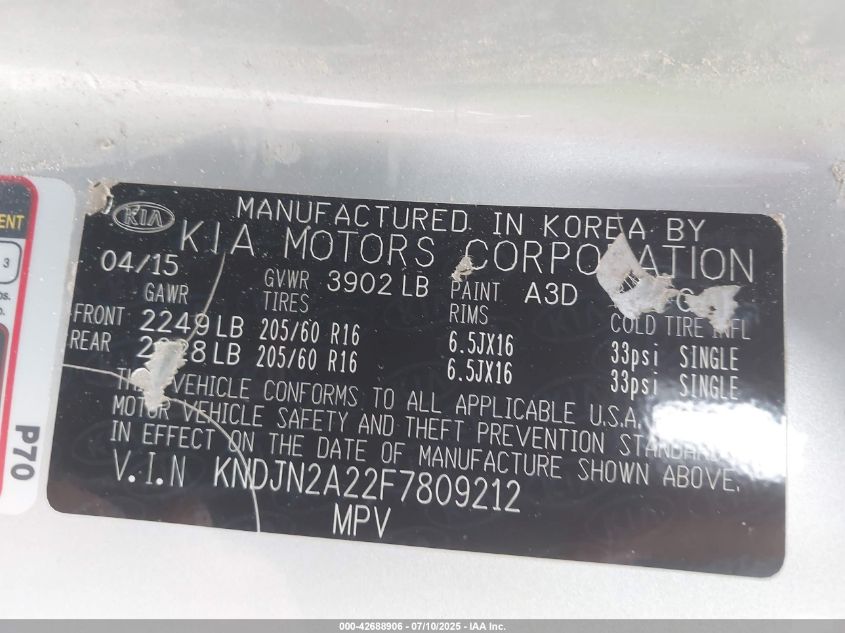 KIA
MANUFACTURED IN KOREA BY
KIA MOTORS CORPORATION
04/15 GVWR 3902 LB PAINT A3D
GAWR TIRES RIMS COLD TIRE INFL
FRONT 2249 LB 205/60 R16 6.5JX16 33psi SINGLE
REAR LB 205/60 R16 6.5JX16 33psi SINGLE
VEHICLE CONFORMS TO ALL APPLICABLE U.S.A.
MOTOR VEHICLE SAFETY AND THEFT PREVENTION
IN EFFECT ON THE DATE OF MANUFACTURE SHOWN ABOVE.
V.I.N KNDJN2A22F7809212
MPV
3
P70
000-42688906 - 07/10/2025 - IAA Inc.